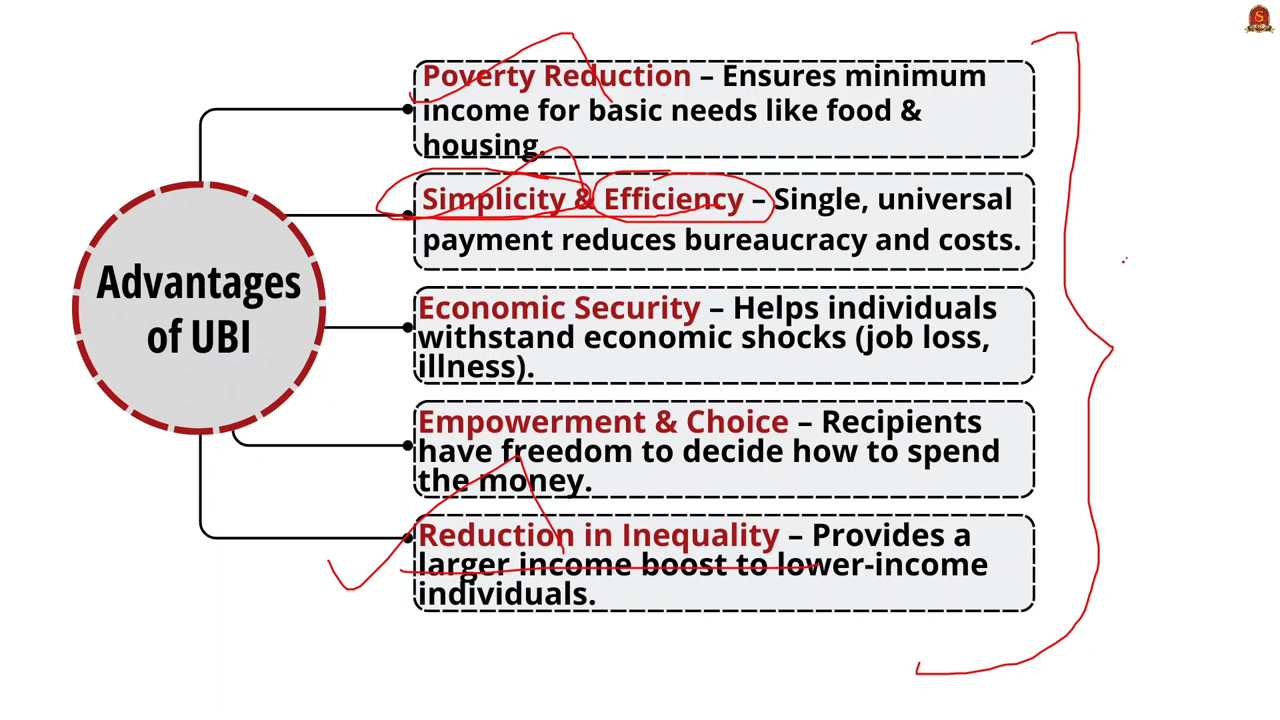 Advantages
of UBI
Poverty Reduction – Ensures minimum
income for basic needs like food &
housing.
Simplicity & Efficiency – Single, universal
payment reduces bureaucracy and costs.
Economic Security – Helps individuals
withstand economic shocks (job loss,
illness).
Empowerment & Choice – Recipients
have freedom to decide how to spend
the money.
Reduction in Inequality – Provides a
larger income boost to lower-income
individuals.